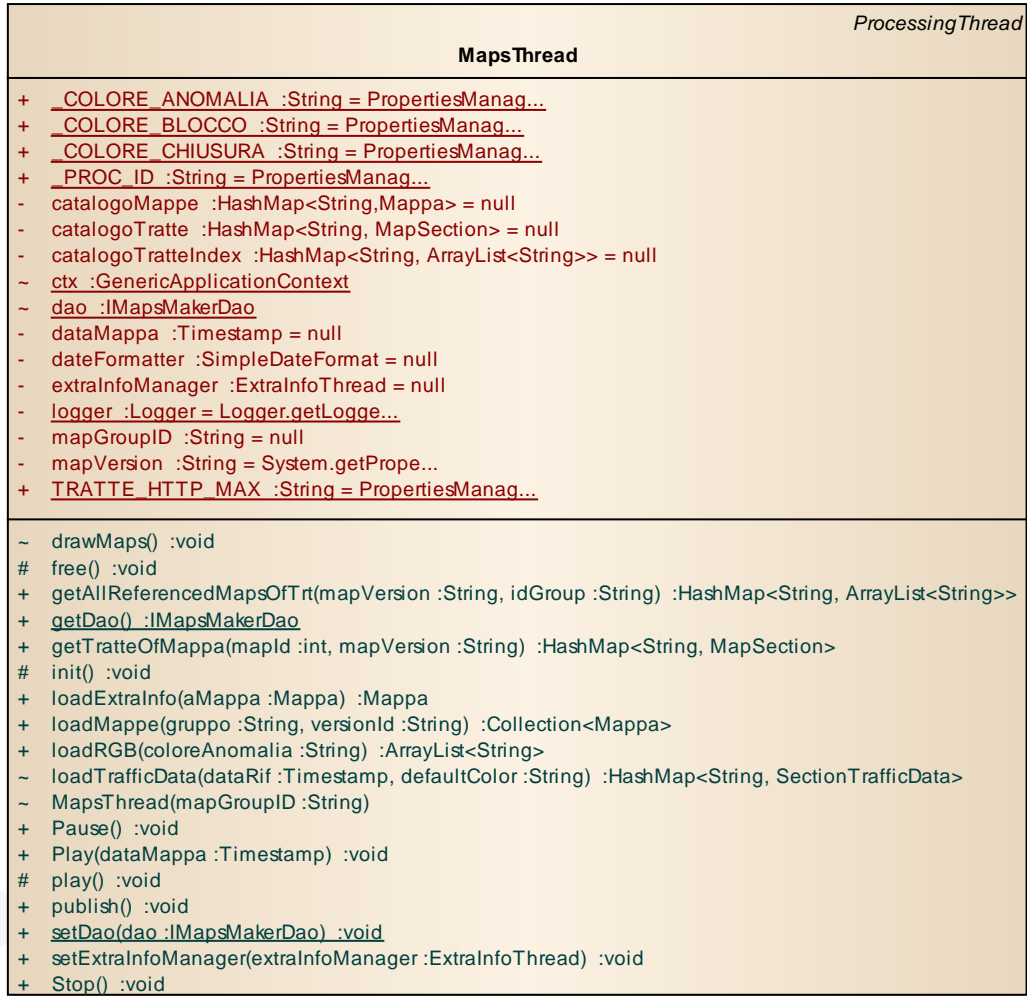 ProcessingThread
MapsThread
+ _COLORE_ANOMALIA :String = PropertiesManag...
+ _COLORE_BLOCCO :String = PropertiesManag...
+ _COLORE_CHIUSURA :String = PropertiesManag...
+ _PROC_ID :String = PropertiesManag...
- catalogoMappe :HashMap<String,Mappa> = null
- catalogoTratte :HashMap<String, MapSection> = null
- catalogoTratteIndex :HashMap<String, ArrayList<String>> = null
~ ctx :GenericApplicationContext
~ dao :IMapsMakerDao
- dataMappa :Timestamp = null
- dateFormatter :SimpleDateFormat = null
- extraInfoManager :ExtraInfoThread = null
- logger :Logger = Logger.getLogge...
- mapGroupID :String = null
- mapVersion :String = System.getPrope...
+ TRATTE_HTTP_MAX :String = PropertiesManag...
~ drawMaps() :void
# free() :void
+ getAllReferencedMapsOfTrt(mapVersion :String, idGroup :String) :HashMap<String, ArrayList<String>>
+ getDao() :IMapsMakerDao
+ getTratteOfMappa(mapId :int, mapVersion :String) :HashMap<String, MapSection>
# init() :void
+ loadExtraInfo(aMappa :Mappa) :Mappa
+ loadMappe(gruppo :String, versionId :String) :Collection<Mappa>
+ loadRGB(coloreAnomalia :String) :ArrayList<String>
~ loadTrafficData(dataRif :Timestamp, defaultColor :String) :HashMap<String, SectionTrafficData>
~ MapsThread(mapGroupID :String)
+ Pause() :void
+ Play(dataMappa :Timestamp) :void
# play() :void
+ publish() :void
+ setDao(dao :IMapsMakerDao) :void
+ setExtraInfoManager(extraInfoManager :ExtraInfoThread) :void
+ Stop() :void